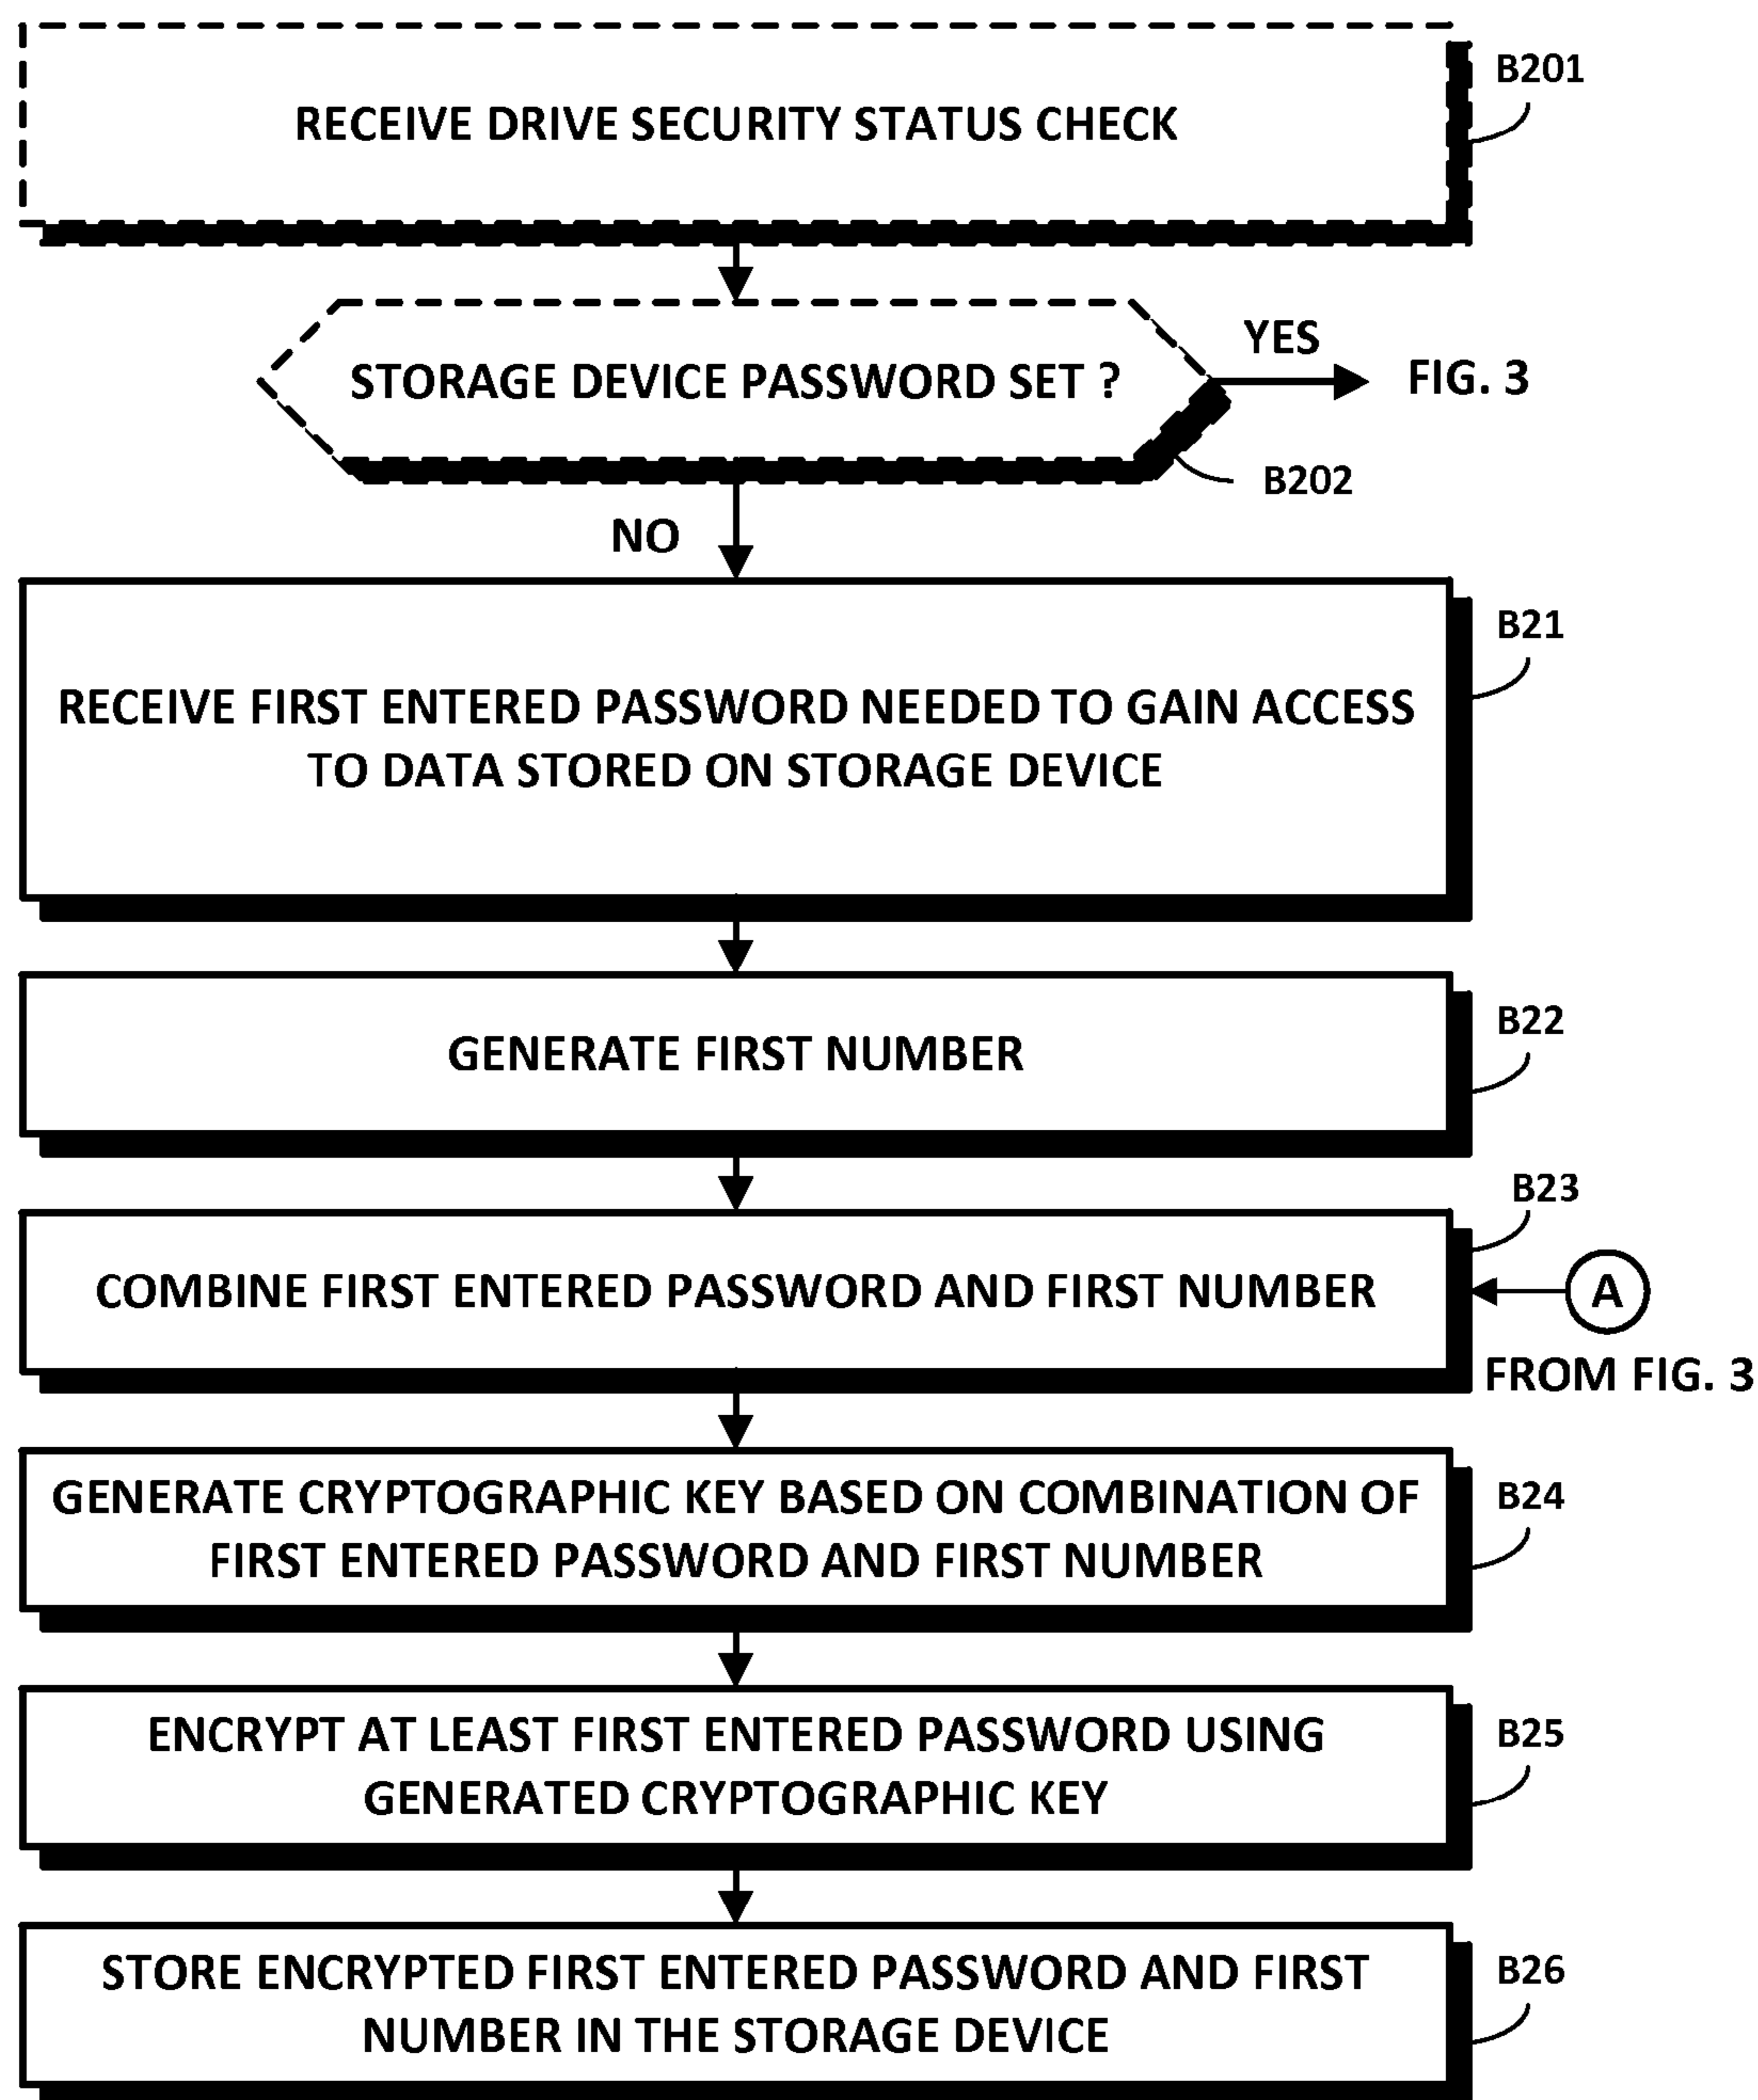 B201
RECEIVE DRIVE SECURITY STATUS CHECK
YES
STORAGE DEVICE PASSWORD SET ?
FIG. 3
B202
NO
B21
RECEIVE FIRST ENTERED PASSWORD NEEDED TO GAIN ACCESS
TO DATA STORED ON STORAGE DEVICE
B22
GENERATE FIRST NUMBER
B23
COMBINE FIRST ENTERED PASSWORD AND FIRST NUMBER
A
FROM FIG. 3
GENERATE CRYPTOGRAPHIC KEY BASED ON COMBINATION OF
FIRST ENTERED PASSWORD AND FIRST NUMBER
B24
ENCRYPT AT LEAST FIRST ENTERED PASSWORD USING
GENERATED CRYPTOGRAPHIC KEY
B25
STORE ENCRYPTED FIRST ENTERED PASSWORD AND FIRST
NUMBER IN THE STORAGE DEVICE
B26